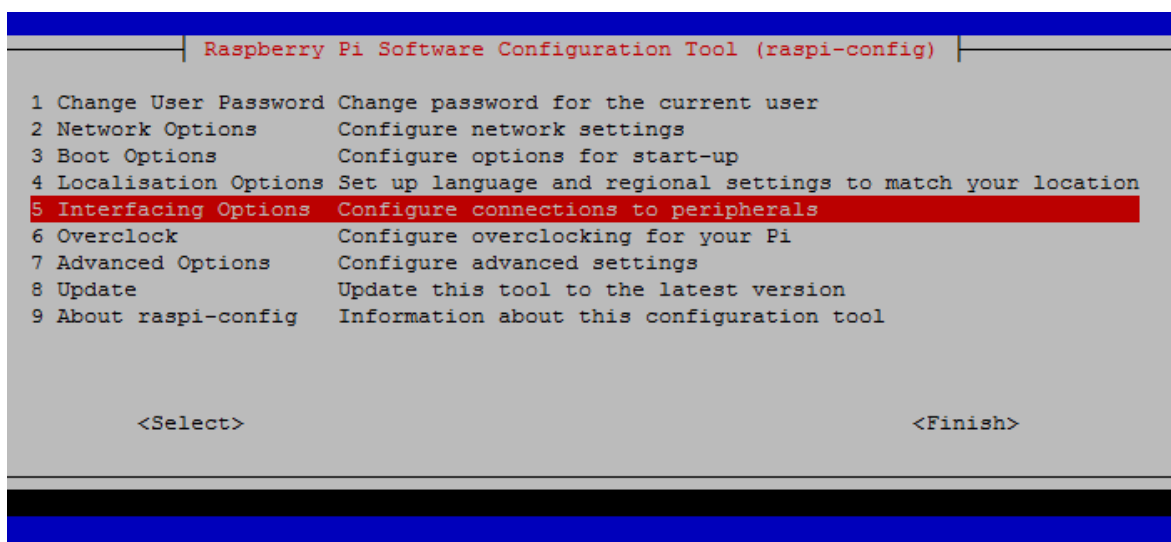 Raspberry Pi Software Configuration Tool (raspi-config)
1 Change User Password Change password for the current user
2 Network Options Configure network settings
3 Boot Options Configure options for start-up
4 Localisation Options Set up language and regional settings to match your location
5 Interfacing Options Configure connections to peripherals
6 Overclock Configure overclocking for your Pi
7 Advanced Options Configure advanced settings
8 Update Update this tool to the latest version
9 About raspi-config Information about this configuration tool
<Select> <Finish>